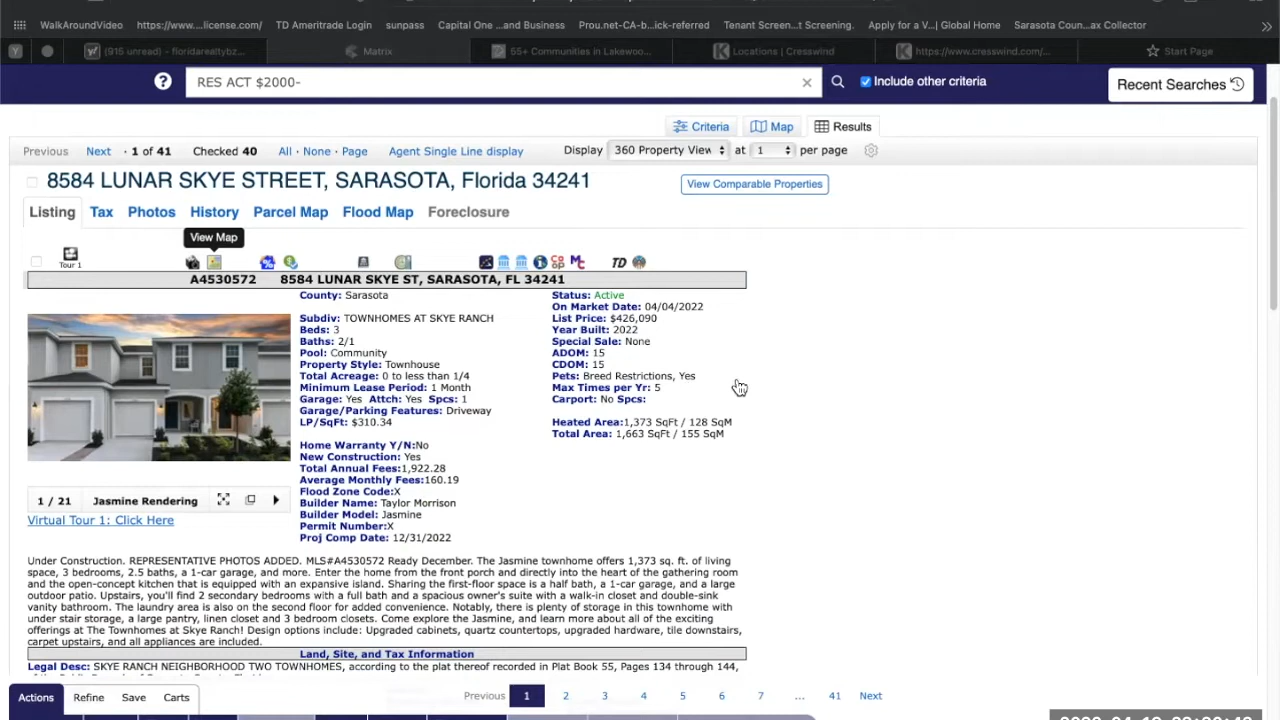 WalkAroundVideo https://www....license.com/ TD Ameritrade Login sunpass Capital One ...and Business Prou.net-CA-b...ick-referred Tenant Screen...t Screening. Apply for a V...| Global Home Sarasota Coun...ax Collector
(915 unread) - floridarealtybz... Matrix 55+ Communities in Lakewoo... Locations | Cresswind https://www.cresswind.com/... Start Page
RES ACT $2000- Include other criteria Recent Searches
Criteria Map Results
Previous Next · 1 of 41 Checked 40 All · None · Page Agent Single Line display Display 360 Property View at 1 per page
8584 LUNAR SKYE STREET, SARASOTA, Florida 34241 View Comparable Properties
Listing Tax Photos History Parcel Map Flood Map Foreclosure
View Map
Tour 1 TD
A4530572 8584 LUNAR SKYE ST, SARASOTA, FL 34241
County: Sarasota Status: Active
On Market Date: 04/04/2022
Subdiv: TOWNHOMES AT SKYE RANCH List Price: $426,090
Beds: 3 Year Built: 2022
Baths: 2/1 Special Sale: None
Pool: Community ADOM: 15
Property Style: Townhouse CDOM: 15
Total Acreage: 0 to less than 1/4 Pets: Breed Restrictions, Yes
Minimum Lease Period: 1 Month Max Times per Yr: 5
Garage: Yes Attch: Yes Spcs: 1 Carport: No Spcs:
Garage/Parking Features: Driveway
LP/SqFt: $310.34 Heated Area:1,373 SqFt / 128 SqM
Total Area: 1,663 SqFt / 155 SqM
Home Warranty Y/N:No
New Construction: Yes
Total Annual Fees:1,922.28
Average Monthly Fees:160.19
Flood Zone Code:X
Builder Name: Taylor Morrison
Builder Model: Jasmine
Permit Number:X
Proj Comp Date: 12/31/2022
1 / 21 Jasmine Rendering
Virtual Tour 1: Click Here
Under Construction. REPRESENTATIVE PHOTOS ADDED. MLS#A4530572 Ready December. The Jasmine townhome offers 1,373 sq. ft. of living
space, 3 bedrooms, 2.5 baths, a 1-car garage, and more. Enter the home from the front porch and directly into the heart of the gathering room
and the open-concept kitchen that is equipped with an expansive island. Sharing the first-floor space is a half bath, a 1-car garage, and a large
outdoor patio. Upstairs, you'll find 2 secondary bedrooms with a full bath and a spacious owner's suite with a walk-in closet and double-sink
vanity bathroom. The laundry area is also on the second floor for added convenience. Notably, there is plenty of storage in this townhome with
under stair storage, a large pantry, linen closet and 3 bedroom closets. Come explore the Jasmine, and learn more about all of the exciting
offerings at The Townhomes at Skye Ranch! Design options include: Upgraded cabinets, quartz countertops, upgraded hardware, tile downstairs,
carpet upstairs, and all appliances are included.
Land, Site, and Tax Information
Legal Desc: SKYE RANCH NEIGHBORHOOD TWO TOWNHOMES, according to the plat thereof recorded in Plat Book 55, Pages 134 through 144,
Actions Refine Save Carts Previous 1 2 3 4 5 6 7 ... 41 Next